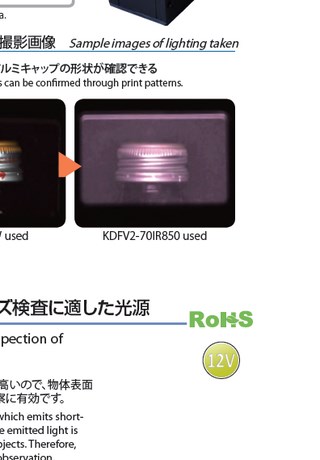 a.
撮影画像 Sample images of lighting taken
ルミキャップの形状が確認できる
s can be confirmed through print patterns.
used
KDFV2-70IR850 used
ズ検査に適した光源
RoHS
pection of
12V
高いので、物体表面
察に有効です。
which emits short-
e emitted light is
bjects. Therefore,
observation.